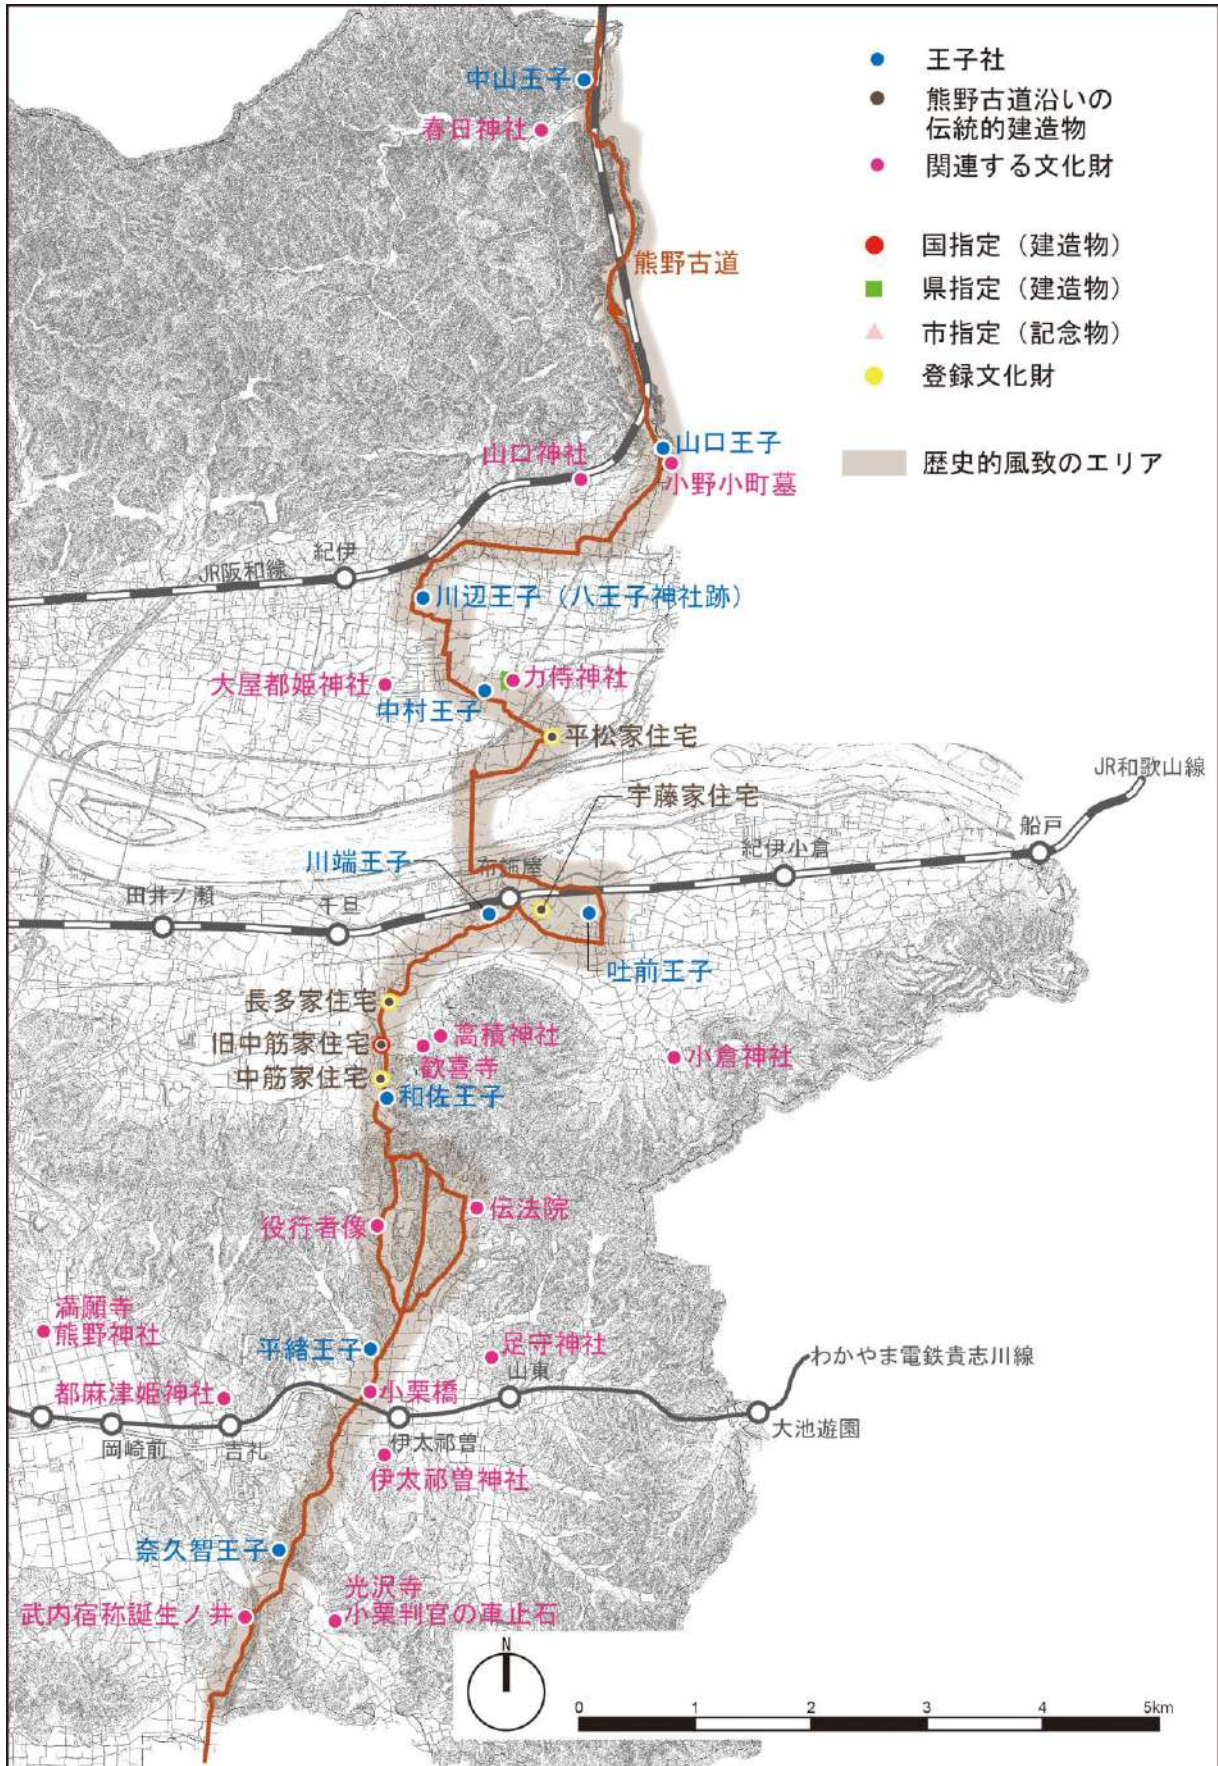 中山王子
春日神社
熊野古道
山口王子
山口神社
小野小町墓
紀伊
JR阪和線
川辺王子（八王子神社跡）
力侍神社
大屋都姫神社
中村王子
平松家住宅
JR和歌山線
宇藤家住宅
船戸
紀伊小倉
川端王子
布施屋
田井ノ瀬
千旦
吐前王子
長多家住宅
高積神社
旧中筋家住宅
歓喜寺
小倉神社
中筋家住宅
和佐王子
伝法院
役行者像
満願寺
熊野神社
平緒王子
足守神社
わかやま電鉄貴志川線
山東
都麻津姫神社
小栗橋
大池遊園
岡崎前
吉礼
伊太祁曽
伊太祁曽神社
奈久智王子
光沢寺
小栗判官の車止石
武内宿祢誕生ノ井
王子社
熊野古道沿いの
伝統的建造物
関連する文化財
国指定（建造物）
県指定（建造物）
市指定（記念物）
登録文化財
歴史的風致のエリア
N
0 1 2 3 4 5km